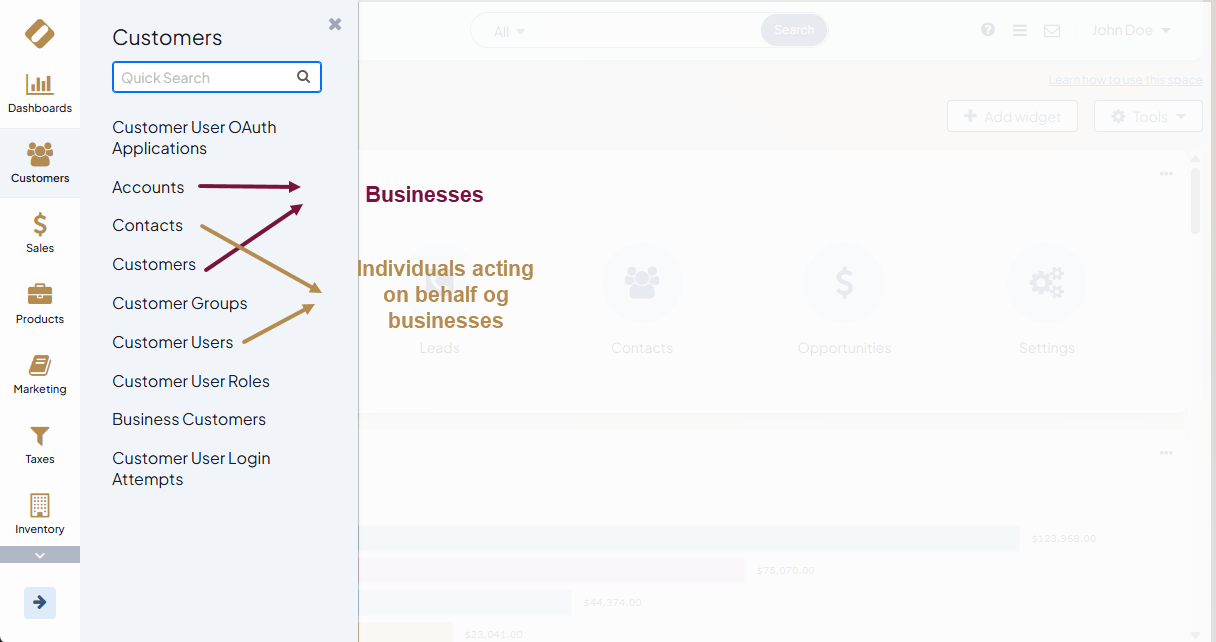 Dashboards
Customers
Sales
Products
Marketing
Taxes
Inventory
Customers
Quick Search
Customer User OAuth
Applications
Accounts
Contacts
Customers
Customer Groups
Customer Users
Customer User Roles
Business Customers
Customer User Login
Attempts
All
Search
John Doe
Learn how to use this space
Add widget
Tools
Businesses
Individuals acting
on behalf og
businesses
Leads
Contacts
Opportunities
Settings
$123,968.00
$75,070.00
$44,374.00
$23,041.00